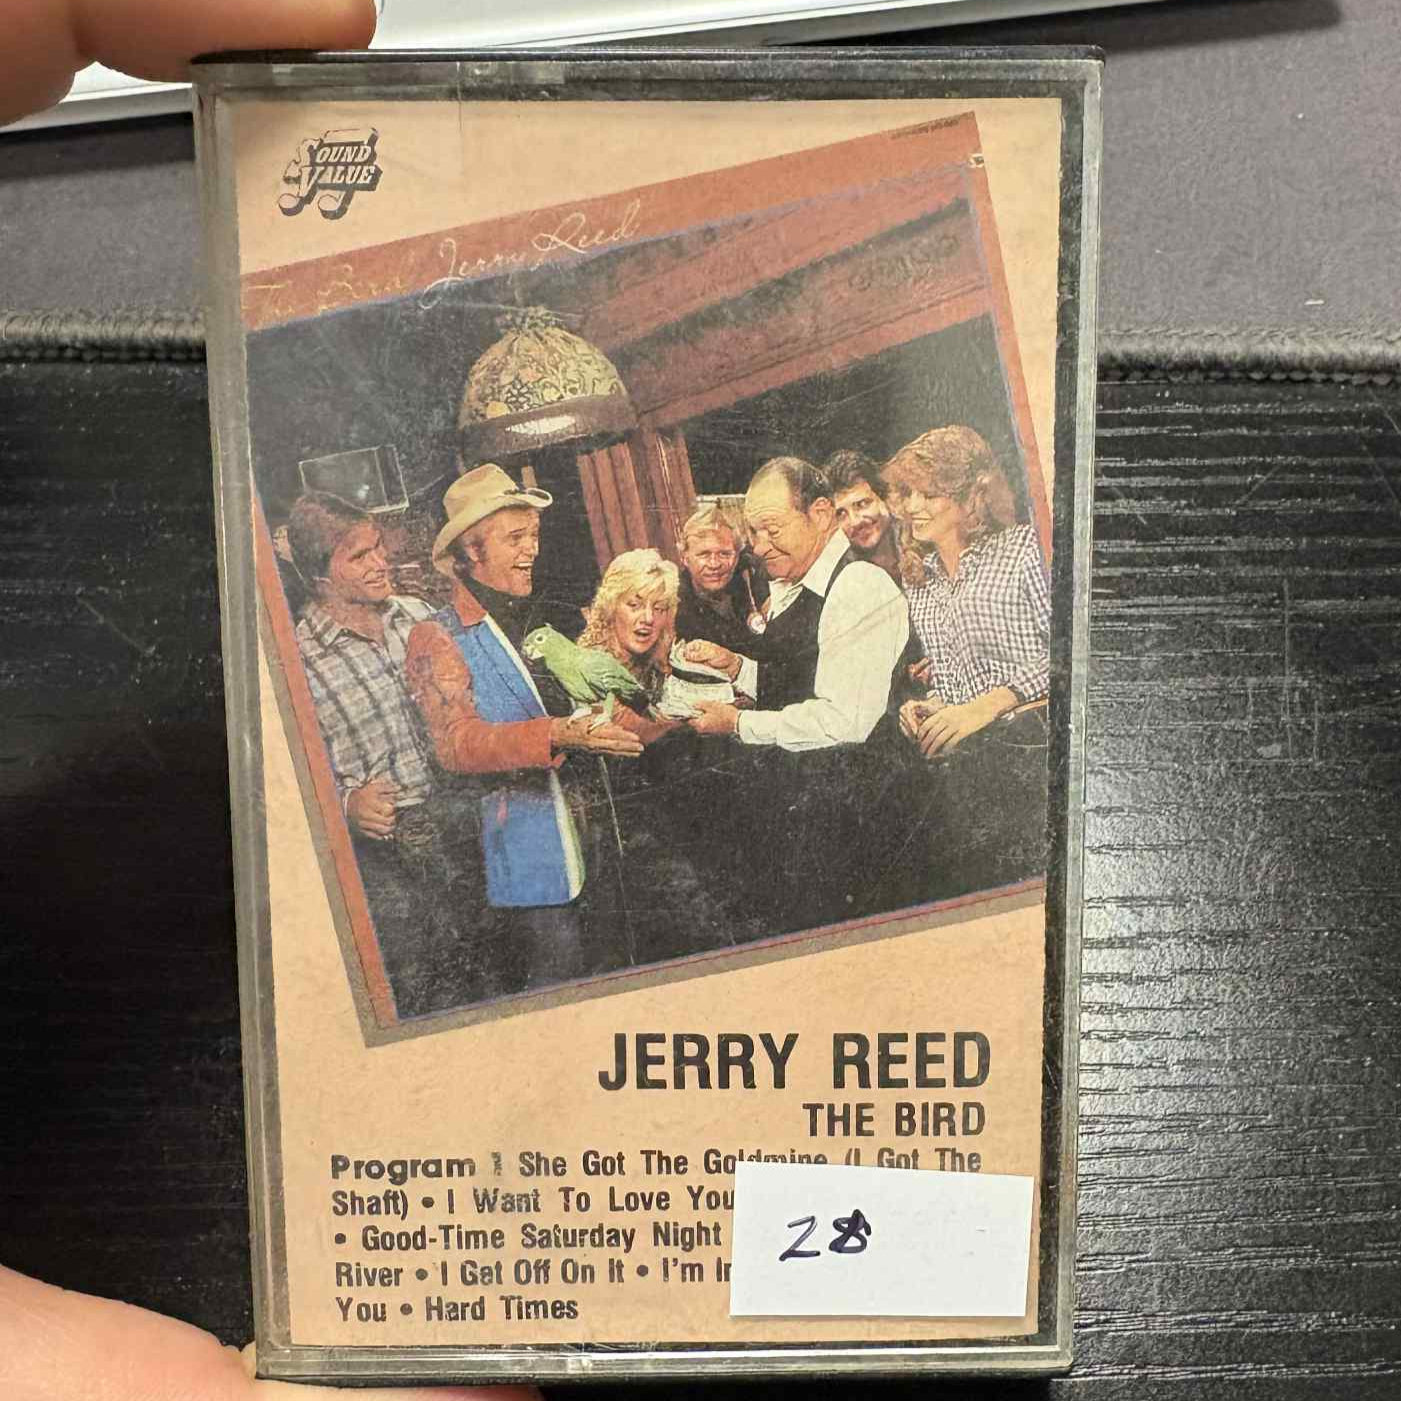 SOUND
VALUE
The Bird Jerry Reed
JERRY REED
THE BIRD
Program 1 She Got The Goldmine (I Got The
Shaft) • I Want To Love You
• Good-Time Saturday Night
River • I Get Off On It • I'm
You • Hard Times
28